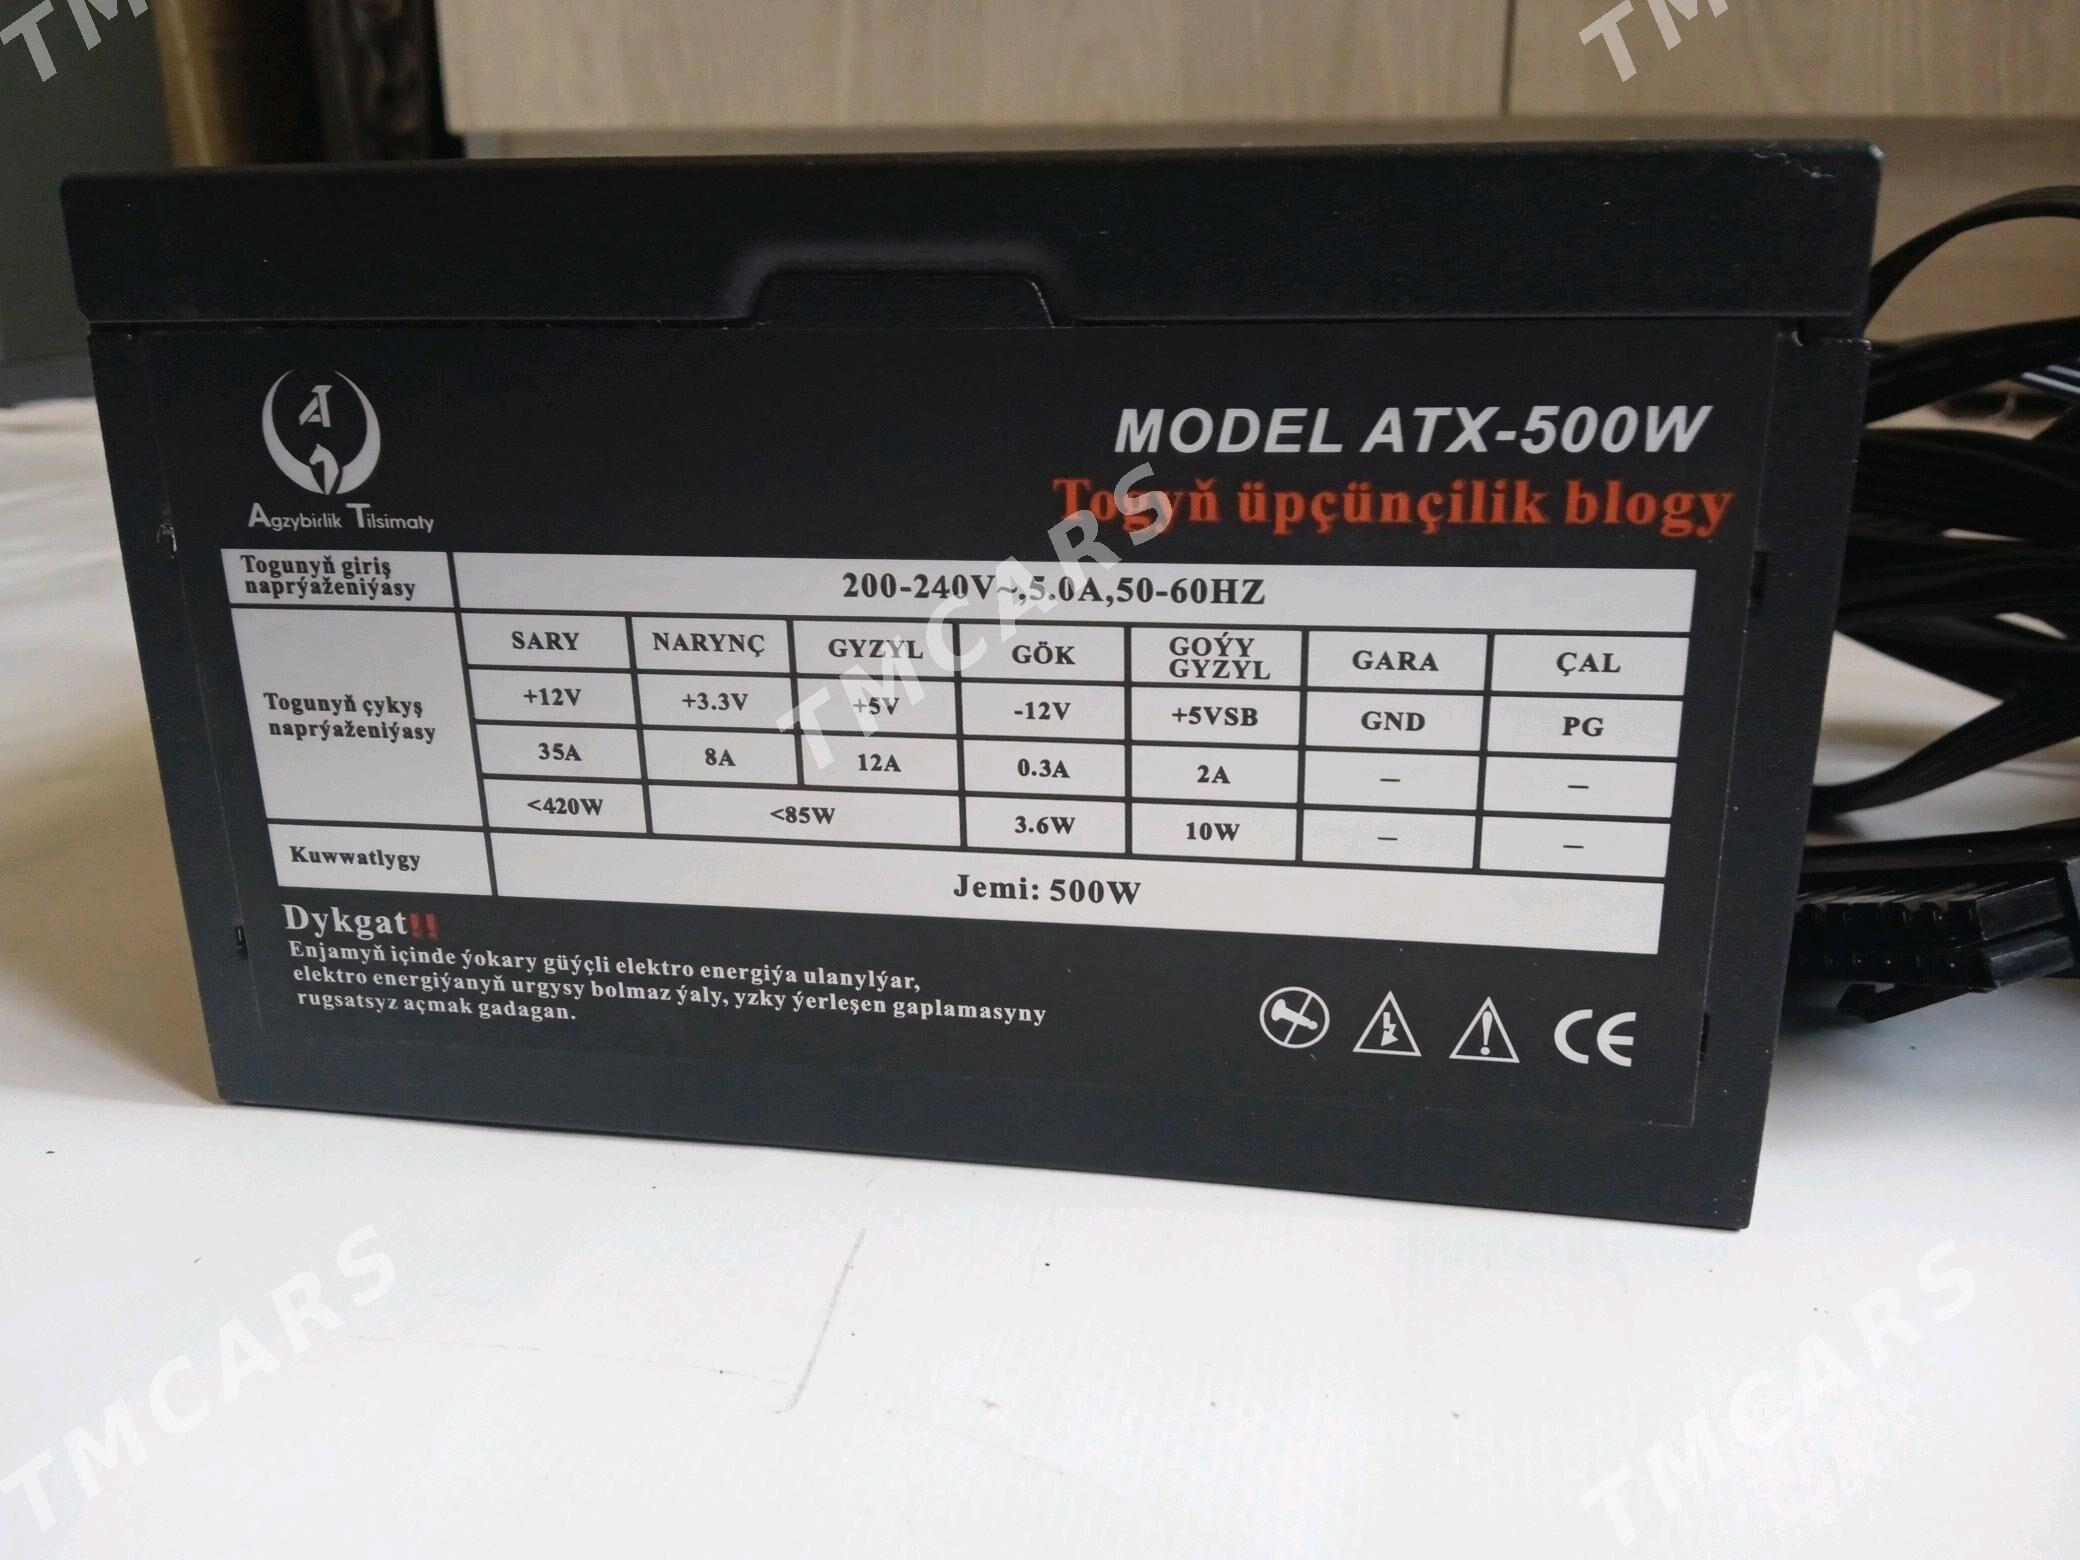 TMCARS
A
Agzybirlik Tilsimaty
MODEL ATX-500W
Togyň üpçünçilik blogy
Togunyň giriş
naprýaženiýasy
200-240V~,5.0A,50-60HZ
Togunyň çykyş
naprýaženiýasy
SARY NARYNÇ GYZYL GÖK GOÝY GYZYL GARA ÇAL
+12V +3.3V +5V -12V +5VSB GND PG
35A 8A 12A 0.3A 2A – –
<420W <85W 3.6W 10W – –
Kuwwatlygy
Jemi: 500W
Dykgat!!
Enjamyň içinde ýokary güýçli elektro energiýa ulanylýar,
elektro energiýanyň urgysy bolmaz ýaly, yzky ýerleşen gaplamasyny
rugsatsyz açmak gadagan.
CE
TMCARS
TMCARS